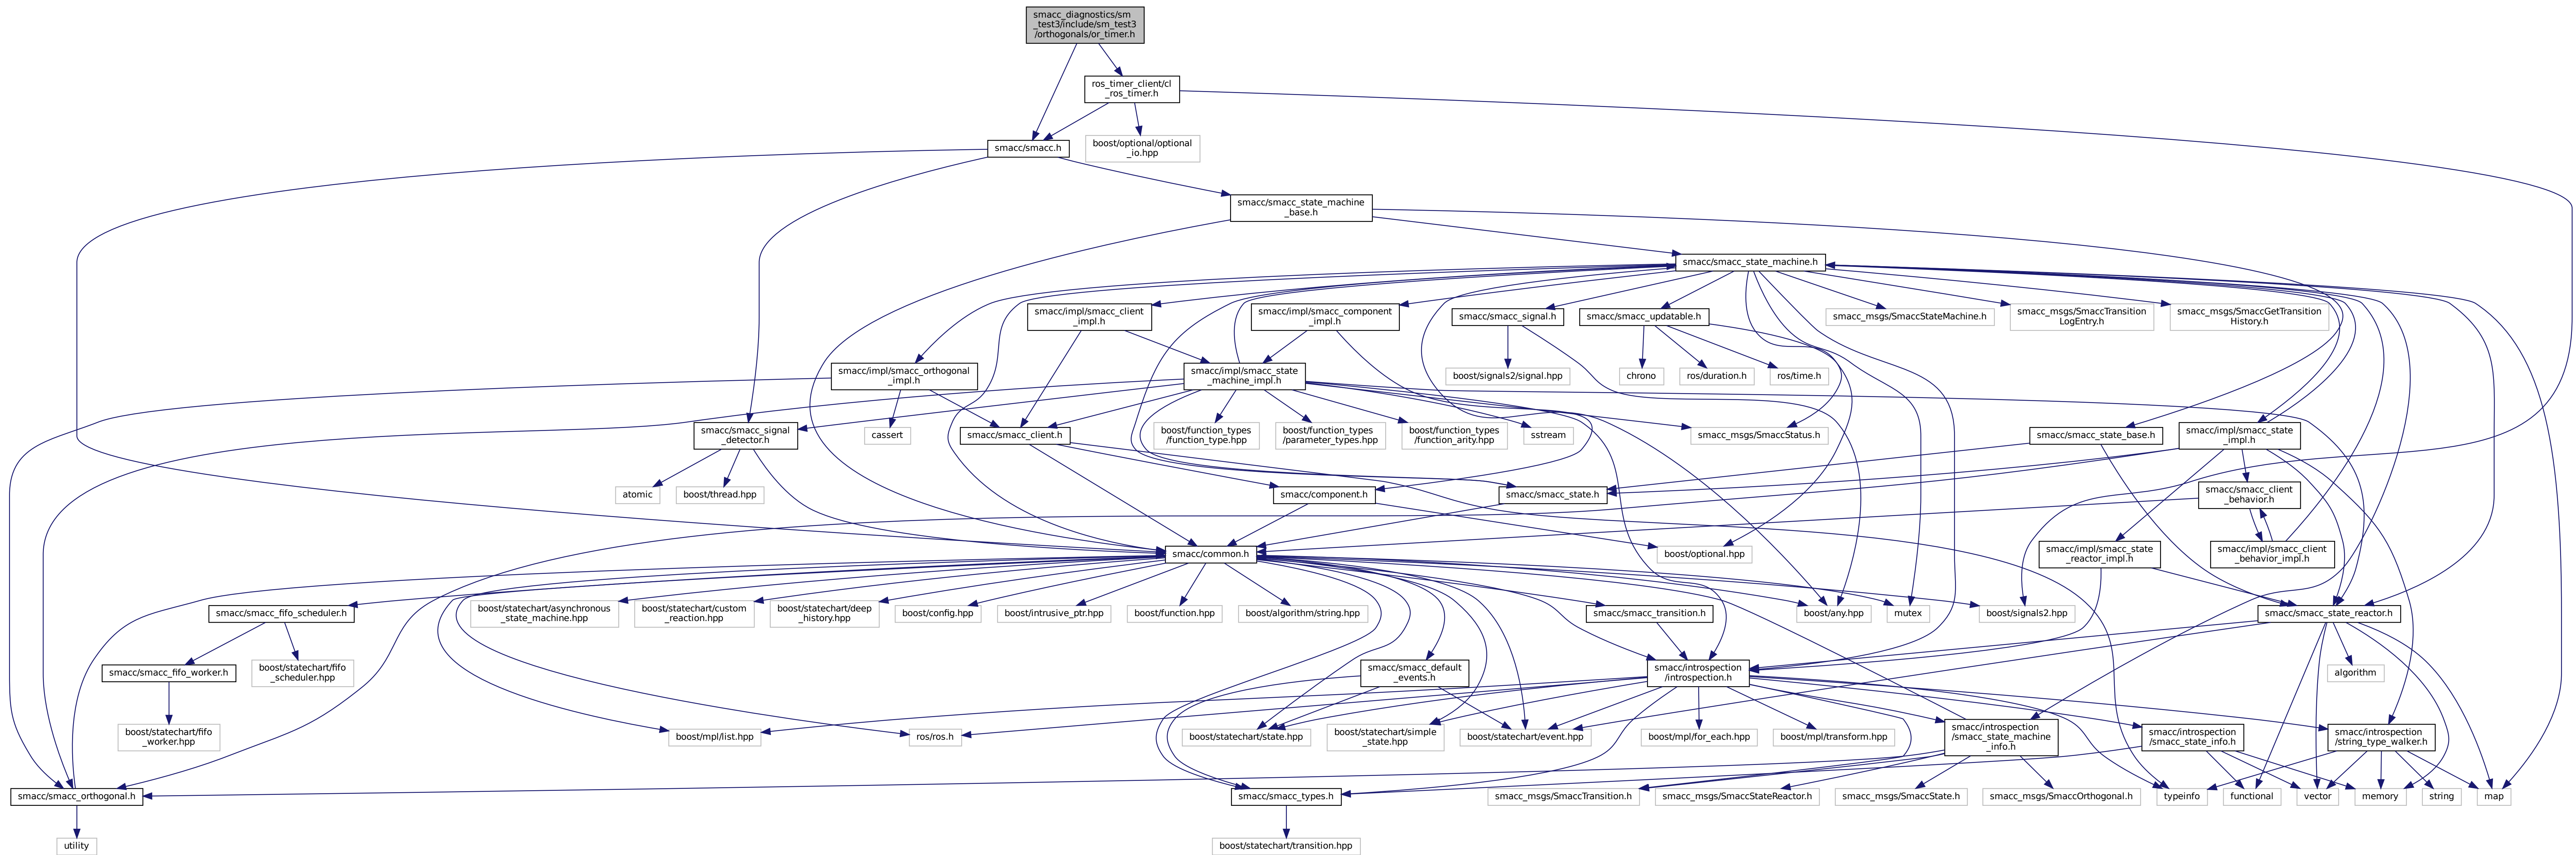 smacc_diagnostics/sm
_test3/include/sm_test3
/orthogonals/or_timer.h
ros_timer_client/cl
_ros_timer.h
smacc/smacc.h
boost/optional/optional
_io.hpp
smacc/smacc_state_machine
_base.h
smacc/smacc_state_machine.h
smacc/impl/smacc_client
_impl.h
smacc/impl/smacc_component
_impl.h
smacc/smacc_signal.h
smacc/smacc_updatable.h
smacc_msgs/SmaccStateMachine.h
smacc_msgs/SmaccTransition
LogEntry.h
smacc_msgs/SmaccGetTransition
History.h
smacc/impl/smacc_orthogonal
_impl.h
smacc/impl/smacc_state
_machine_impl.h
boost/signals2/signal.hpp
chrono
ros/duration.h
ros/time.h
smacc/smacc_signal
_detector.h
cassert
smacc/smacc_client.h
boost/function_types
/function_type.hpp
boost/function_types
/parameter_types.hpp
boost/function_types
/function_arity.hpp
sstream
smacc_msgs/SmaccStatus.h
smacc/smacc_state_base.h
smacc/impl/smacc_state
_impl.h
atomic
boost/thread.hpp
smacc/component.h
smacc/smacc_state.h
smacc/smacc_client
_behavior.h
smacc/common.h
boost/optional.hpp
smacc/impl/smacc_state
_reactor_impl.h
smacc/impl/smacc_client
_behavior_impl.h
smacc/smacc_fifo_scheduler.h
boost/statechart/asynchronous
_state_machine.hpp
boost/statechart/custom
_reaction.hpp
boost/statechart/deep
_history.hpp
boost/config.hpp
boost/intrusive_ptr.hpp
boost/function.hpp
boost/algorithm/string.hpp
smacc/smacc_transition.h
boost/any.hpp
mutex
boost/signals2.hpp
smacc/smacc_state_reactor.h
smacc/smacc_fifo_worker.h
boost/statechart/fifo
_scheduler.hpp
smacc/smacc_default
_events.h
smacc/introspection
/introspection.h
algorithm
boost/statechart/fifo
_worker.hpp
boost/mpl/list.hpp
ros/ros.h
boost/statechart/state.hpp
boost/statechart/simple
_state.hpp
boost/statechart/event.hpp
boost/mpl/for_each.hpp
boost/mpl/transform.hpp
smacc/introspection
/smacc_state_machine
_info.h
smacc/introspection
/smacc_state_info.h
smacc/introspection
/string_type_walker.h
smacc/smacc_orthogonal.h
smacc/smacc_types.h
smacc_msgs/SmaccTransition.h
smacc_msgs/SmaccStateReactor.h
smacc_msgs/SmaccState.h
smacc_msgs/SmaccOrthogonal.h
typeinfo
functional
vector
memory
string
map
utility
boost/statechart/transition.hpp